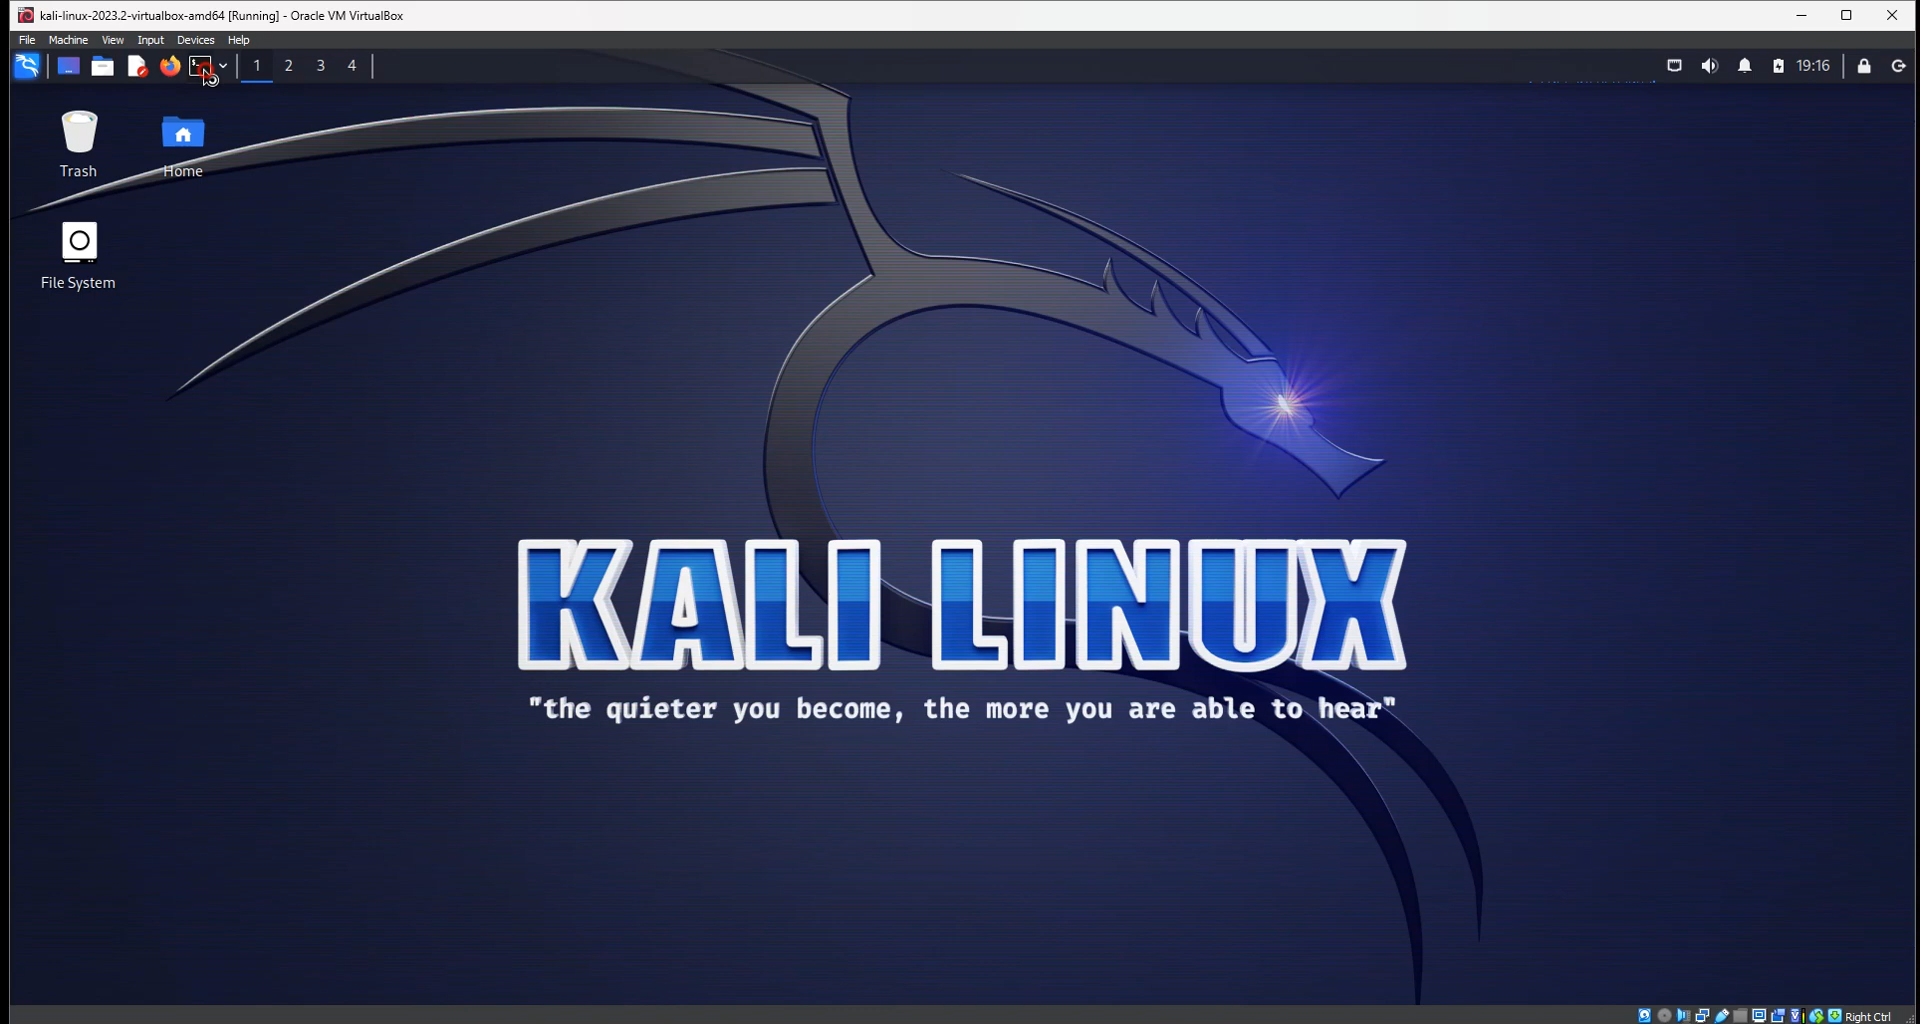 kali-linux-2023.2-virtualbox-amd64 [Running] - Oracle VM VirtualBox
File Machine View Input Devices Help
1 2 3 4 19:16
Trash Home
File System
KALI LINUX
"the quieter you become, the more you are able to hear"
Right Ctrl